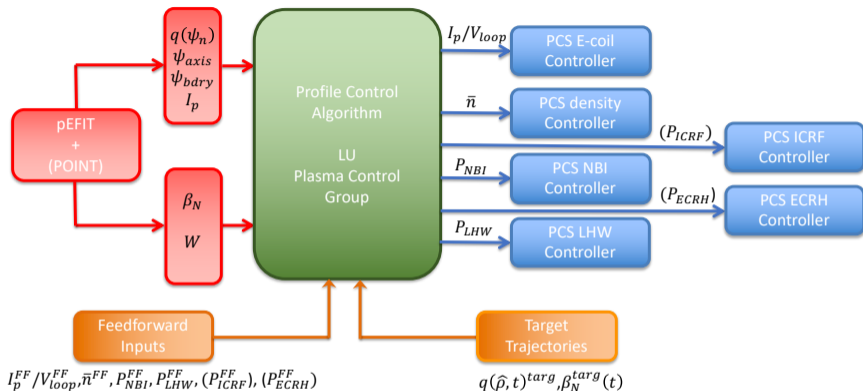 q(ψ_n)
ψ_axis
ψ_bdry
I_p
pEFIT
+
(POINT)
β_N
W
Profile Control
Algorithm
LU
Plasma Control
Group
I_p/V_loop
PCS E-coil
Controller
n̄
PCS density
Controller
(P_ICRF)
PCS ICRF
Controller
P_NBI
PCS NBI
Controller
(P_ECRH)
PCS ECRH
Controller
P_LHW
PCS LHW
Controller
Feedforward
Inputs
I_p^FF/V_loop^FF, n̄^FF, P_NBI^FF, P_LHW^FF, (P_ICRF^FF), (P_ECRH^FF)
Target
Trajectories
q(ρ̂, t)^targ, β_N^targ(t)